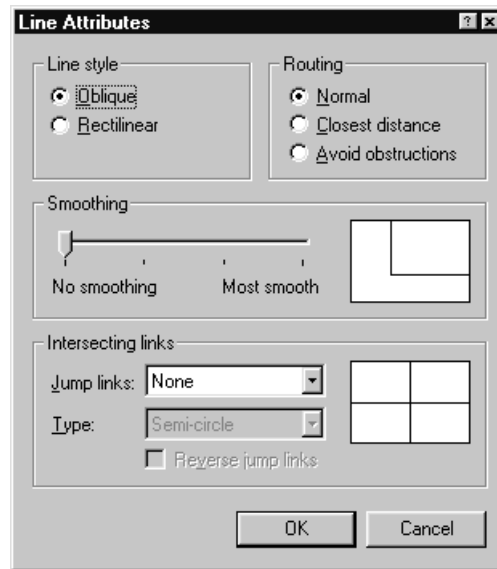 Line Attributes
Line style
Oblique
Rectilinear
Routing
Normal
Closest distance
Avoid obstructions
Smoothing
No smoothing Most smooth
Intersecting links
Jump links: None
Type: Semi-circle
Reverse jump links
OK Cancel